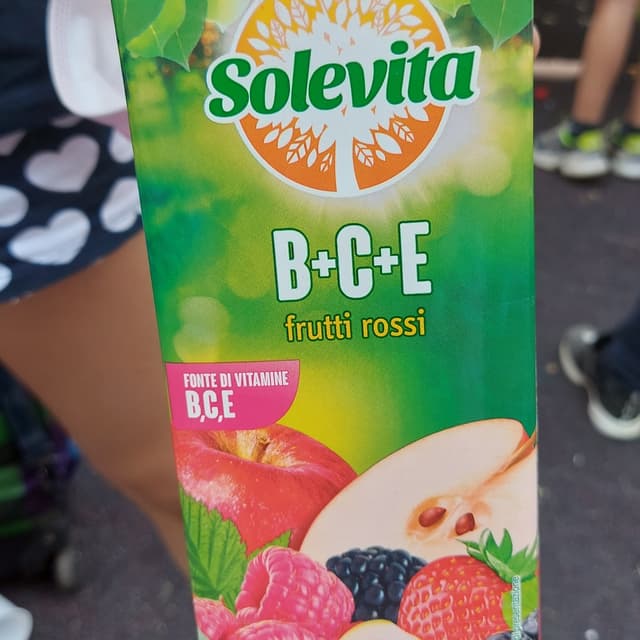 Solevita
B+C+E
frutti rossi
FONTE DI VITAMINE
B,C,E